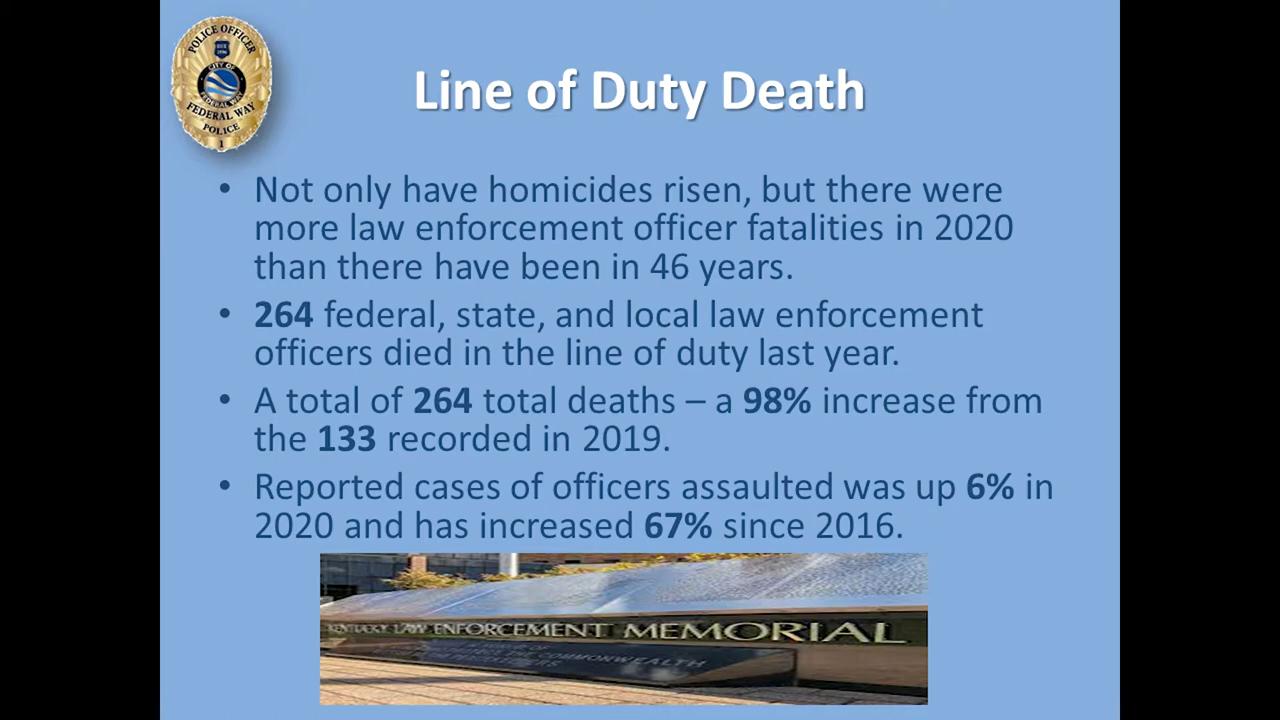 POLICE OFFICER
CITY OF
FEDERAL WAY
FEDERAL WAY
POLICE
1
Line of Duty Death
• Not only have homicides risen, but there were
more law enforcement officer fatalities in 2020
than there have been in 46 years.
• 264 federal, state, and local law enforcement
officers died in the line of duty last year.
• A total of 264 total deaths – a 98% increase from
the 133 recorded in 2019.
• Reported cases of officers assaulted was up 6% in
2020 and has increased 67% since 2016.
KENTUCKY LAW ENFORCEMENT MEMORIAL
COMMONWEALTH